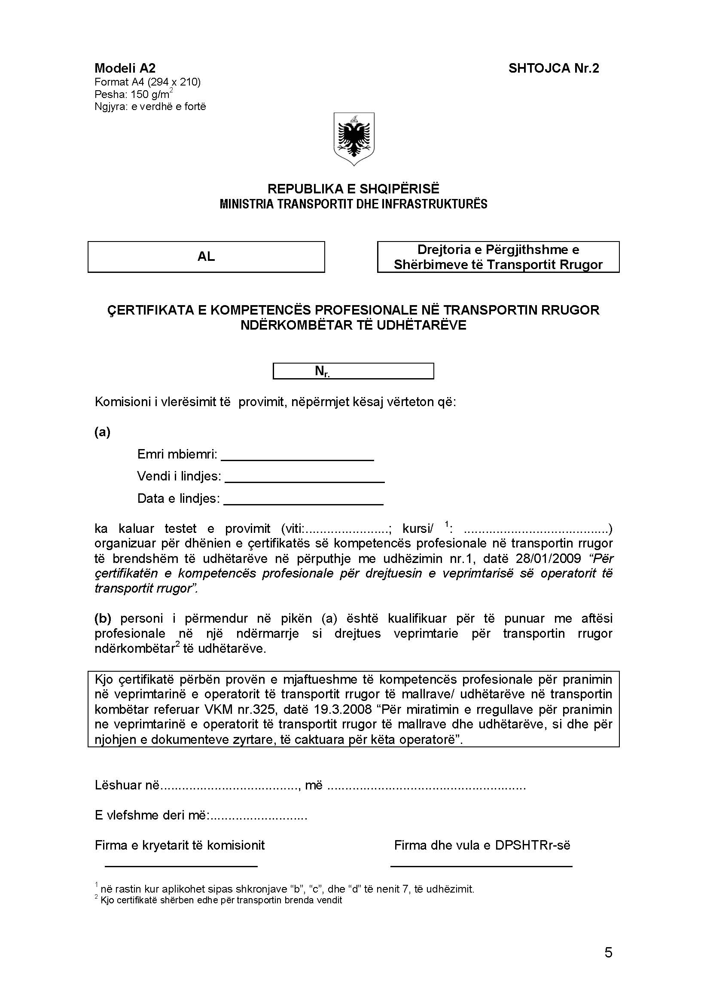 Modeli A2
SHTOJCA Nr.2
Format A4 (294 x 210)
Pesha: 150 g/m2
Ngjyra: e verdhë e fortë
REPUBLIKA E SHQIPËRISË
MINISTRIA TRANSPORTIT DHE INFRASTRUKTURËS
AL
Drejtoria e Përgjithshme e
Shërbimeve të Transportit Rrugor
ÇERTIFIKATA E KOMPETENCËS PROFESIONALE NË TRANSPORTIN RRUGOR
NDËRKOMBËTAR TË UDHËTARËVE
Nr.
Komisioni i vlerësimit të  provimit, nëpërmjet kësaj vërteton që:
(a)
Emri mbiemri: ______________________
Vendi i lindjes: _______________________
Data e lindjes: _______________________
ka kaluar testet e provimit (viti:.......................; kursi/ 1: ........................................)
organizuar për dhënien e çertifikatës së kompetencës profesionale në transportin rrugor
të brendshëm të udhëtarëve në përputhje me udhëzimin nr.1, datë 28/01/2009 “Për
çertifikatën e kompetencës profesionale për drejtuesin e veprimtarisë së operatorit të
transportit rrugor”.
(b) personi i përmendur në pikën (a) është kualifikuar për të punuar me aftësi
profesionale në një ndërmarrje si drejtues veprimtarie për transportin rrugor
ndërkombëtar2 të udhëtarëve.
Kjo çertifikatë përbën provën e mjaftueshme të kompetencës profesionale për pranimin
në veprimtarinë e operatorit të transportit rrugor të mallrave/ udhëtarëve në transportin
kombëtar referuar VKM nr.325, datë 19.3.2008 “Për miratimin e rregullave për pranimin
ne veprimtarinë e operatorit të transportit rrugor të mallrave dhe udhëtarëve, si dhe për
njohjen e dokumenteve zyrtare, të caktuara për këta operatorë”.
Lëshuar në......................................, më .......................................................
E vlefshme deri më:...........................
Firma e kryetarit të komisionit
Firma dhe vula e DPSHTRr-së
1 në rastin kur aplikohet sipas shkronjave “b”, “c”, dhe “d” të nenit 7, të udhëzimit.
2 Kjo certifikatë shërben edhe për transportin brenda vendit
5